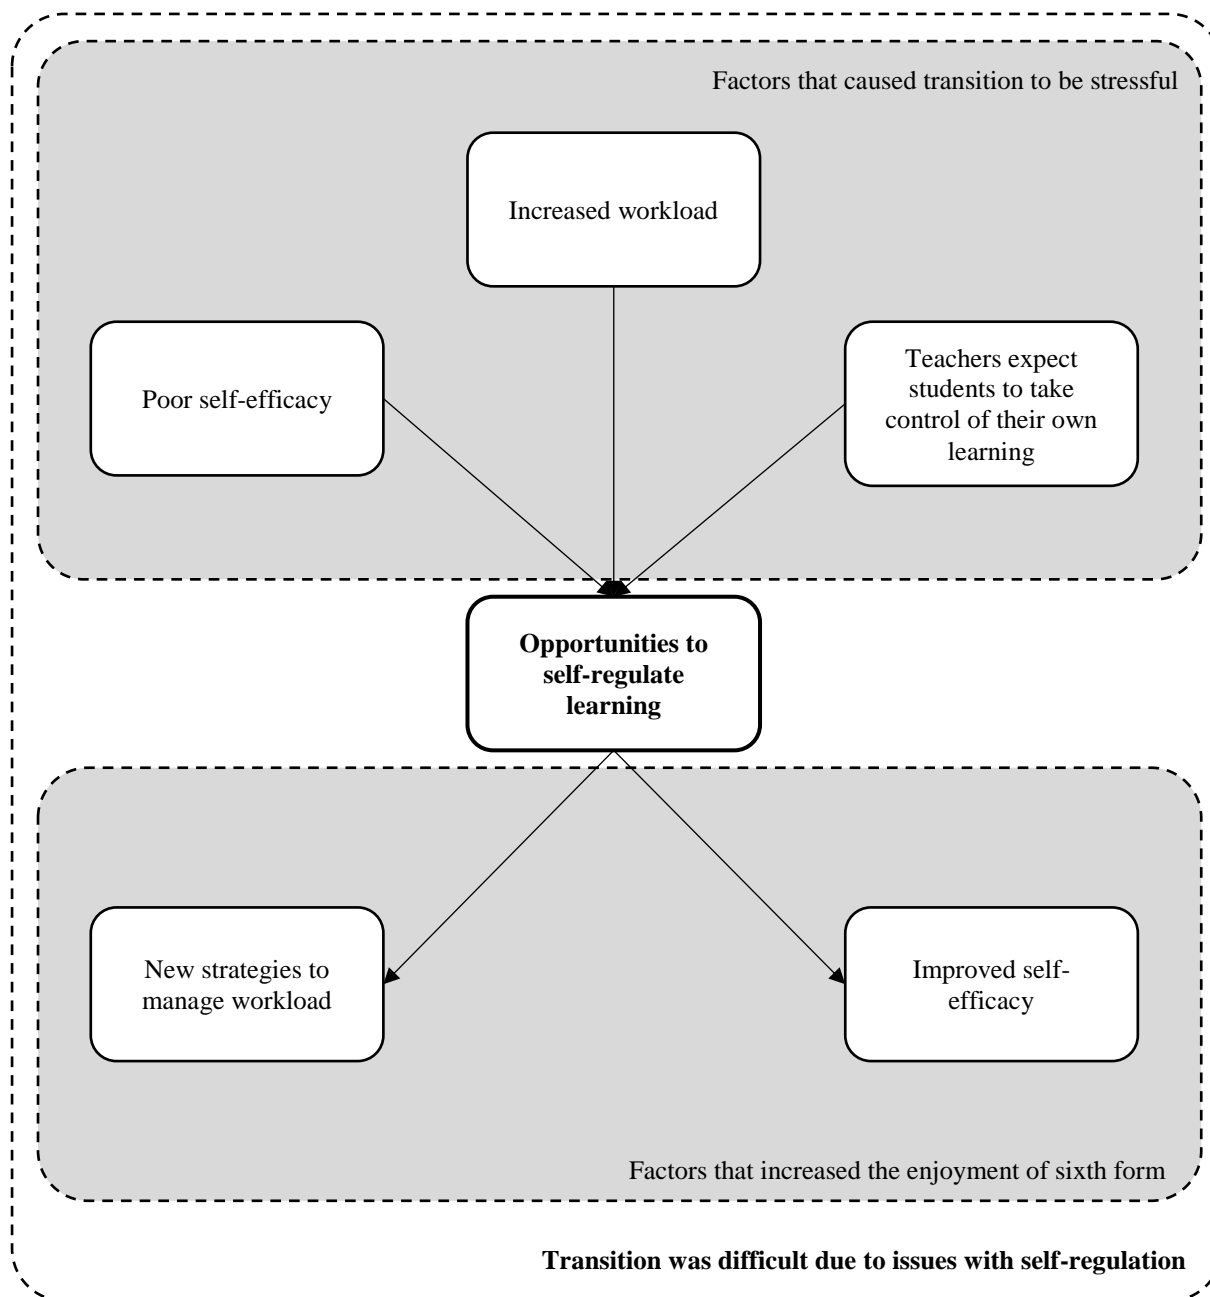 Factors that caused transition to be stressful
Increased workload
Poor self-efficacy
Teachers expect
students to take
control of their own
learning
Opportunities to
self-regulate
learning
New strategies to
manage workload
Improved self-
efficacy
Factors that increased the enjoyment of sixth form
Transition was difficult due to issues with self-regulation